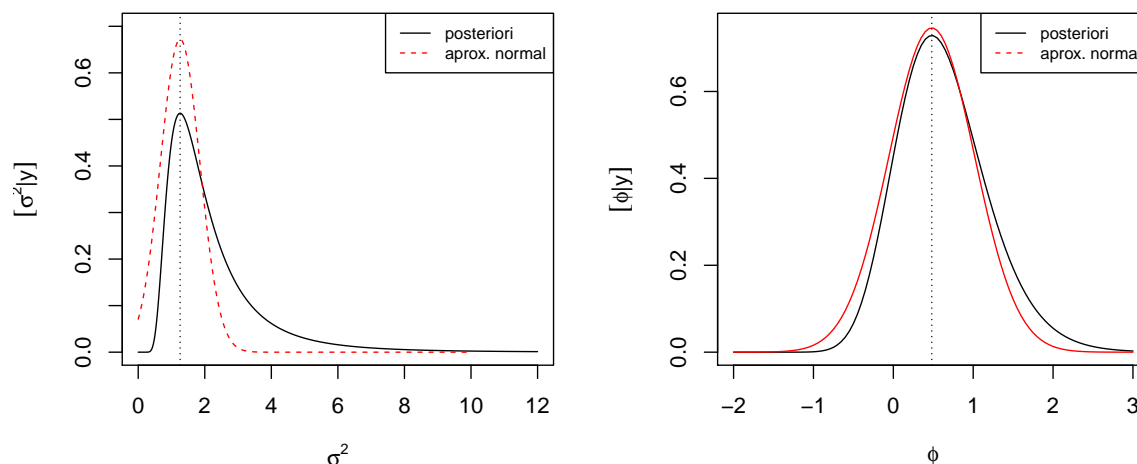 posteriori
aprox. normal
[σ²|y]
0.0
0.2
0.4
0.6
0
2
4
6
8
10
12
σ²
posteriori
aprox. normal
[ϕ|y]
0.0
0.2
0.4
0.6
−2
−1
0
1
2
3
ϕ